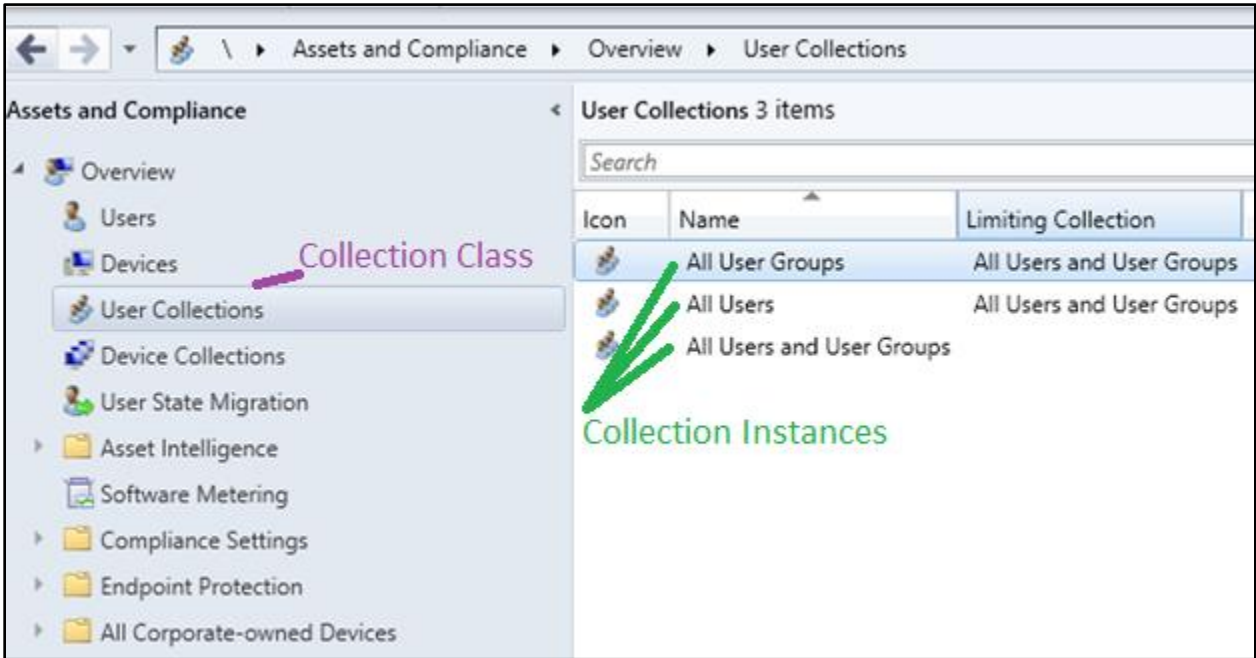 \ Assets and Compliance Overview User Collections
Assets and Compliance
Overview
Users
Devices
Collection Class
User Collections
Device Collections
User State Migration
Asset Intelligence
Software Metering
Compliance Settings
Endpoint Protection
All Corporate-owned Devices
User Collections 3 items
Search
Icon Name Limiting Collection
All User Groups All Users and User Groups
All Users All Users and User Groups
All Users and User Groups
Collection Instances